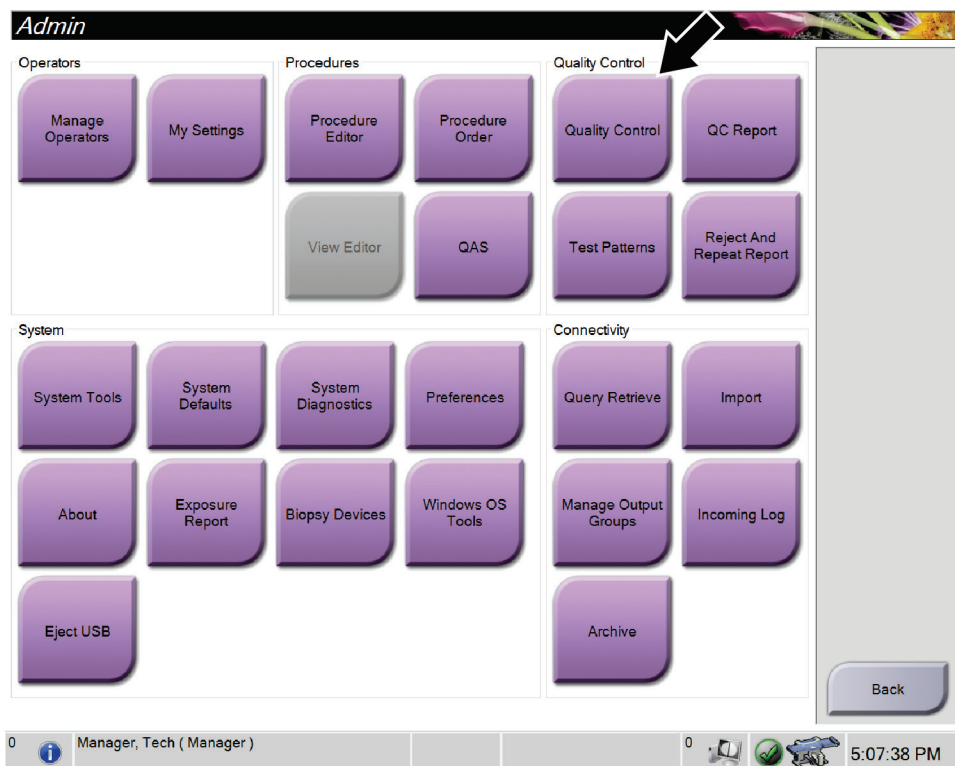 Admin
Operators
Manage
Operators
My Settings
Procedures
Procedure
Editor
Procedure
Order
View Editor
QAS
Quality Control
Quality Control
QC Report
Test Patterns
Reject And
Repeat Report
System
System Tools
System
Defaults
System
Diagnostics
Preferences
About
Exposure
Report
Biopsy Devices
Windows OS
Tools
Eject USB
Connectivity
Query Retrieve
Import
Manage Output
Groups
Incoming Log
Archive
Back
0
Manager, Tech ( Manager )
0
5:07:38 PM